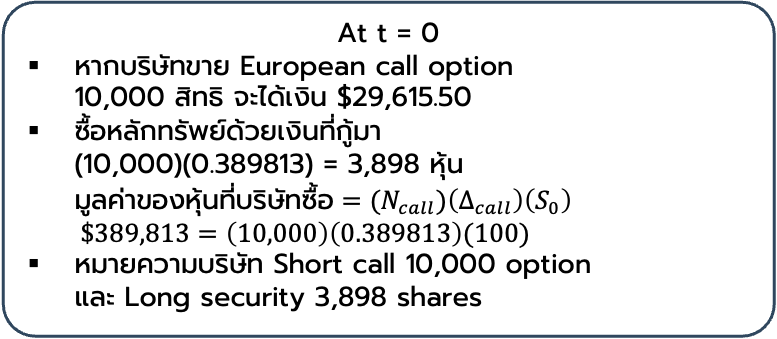 At t = 0
▪ หากบริษัทขาย European call option
10,000 สิทธิ จะได้เงิน $29,615.50
▪ ซื้อหลักทรัพย์ด้วยเงินที่กู้มา
(10,000)(0.389813) = 3,898 หุ้น
มูลค่าของหุ้นที่บริษัทซื้อ = (N_call)(Δ_call)(S₀)
$389,813 = (10,000)(0.389813)(100)
▪ หมายความบริษัท Short call 10,000 option
และ Long security 3,898 shares